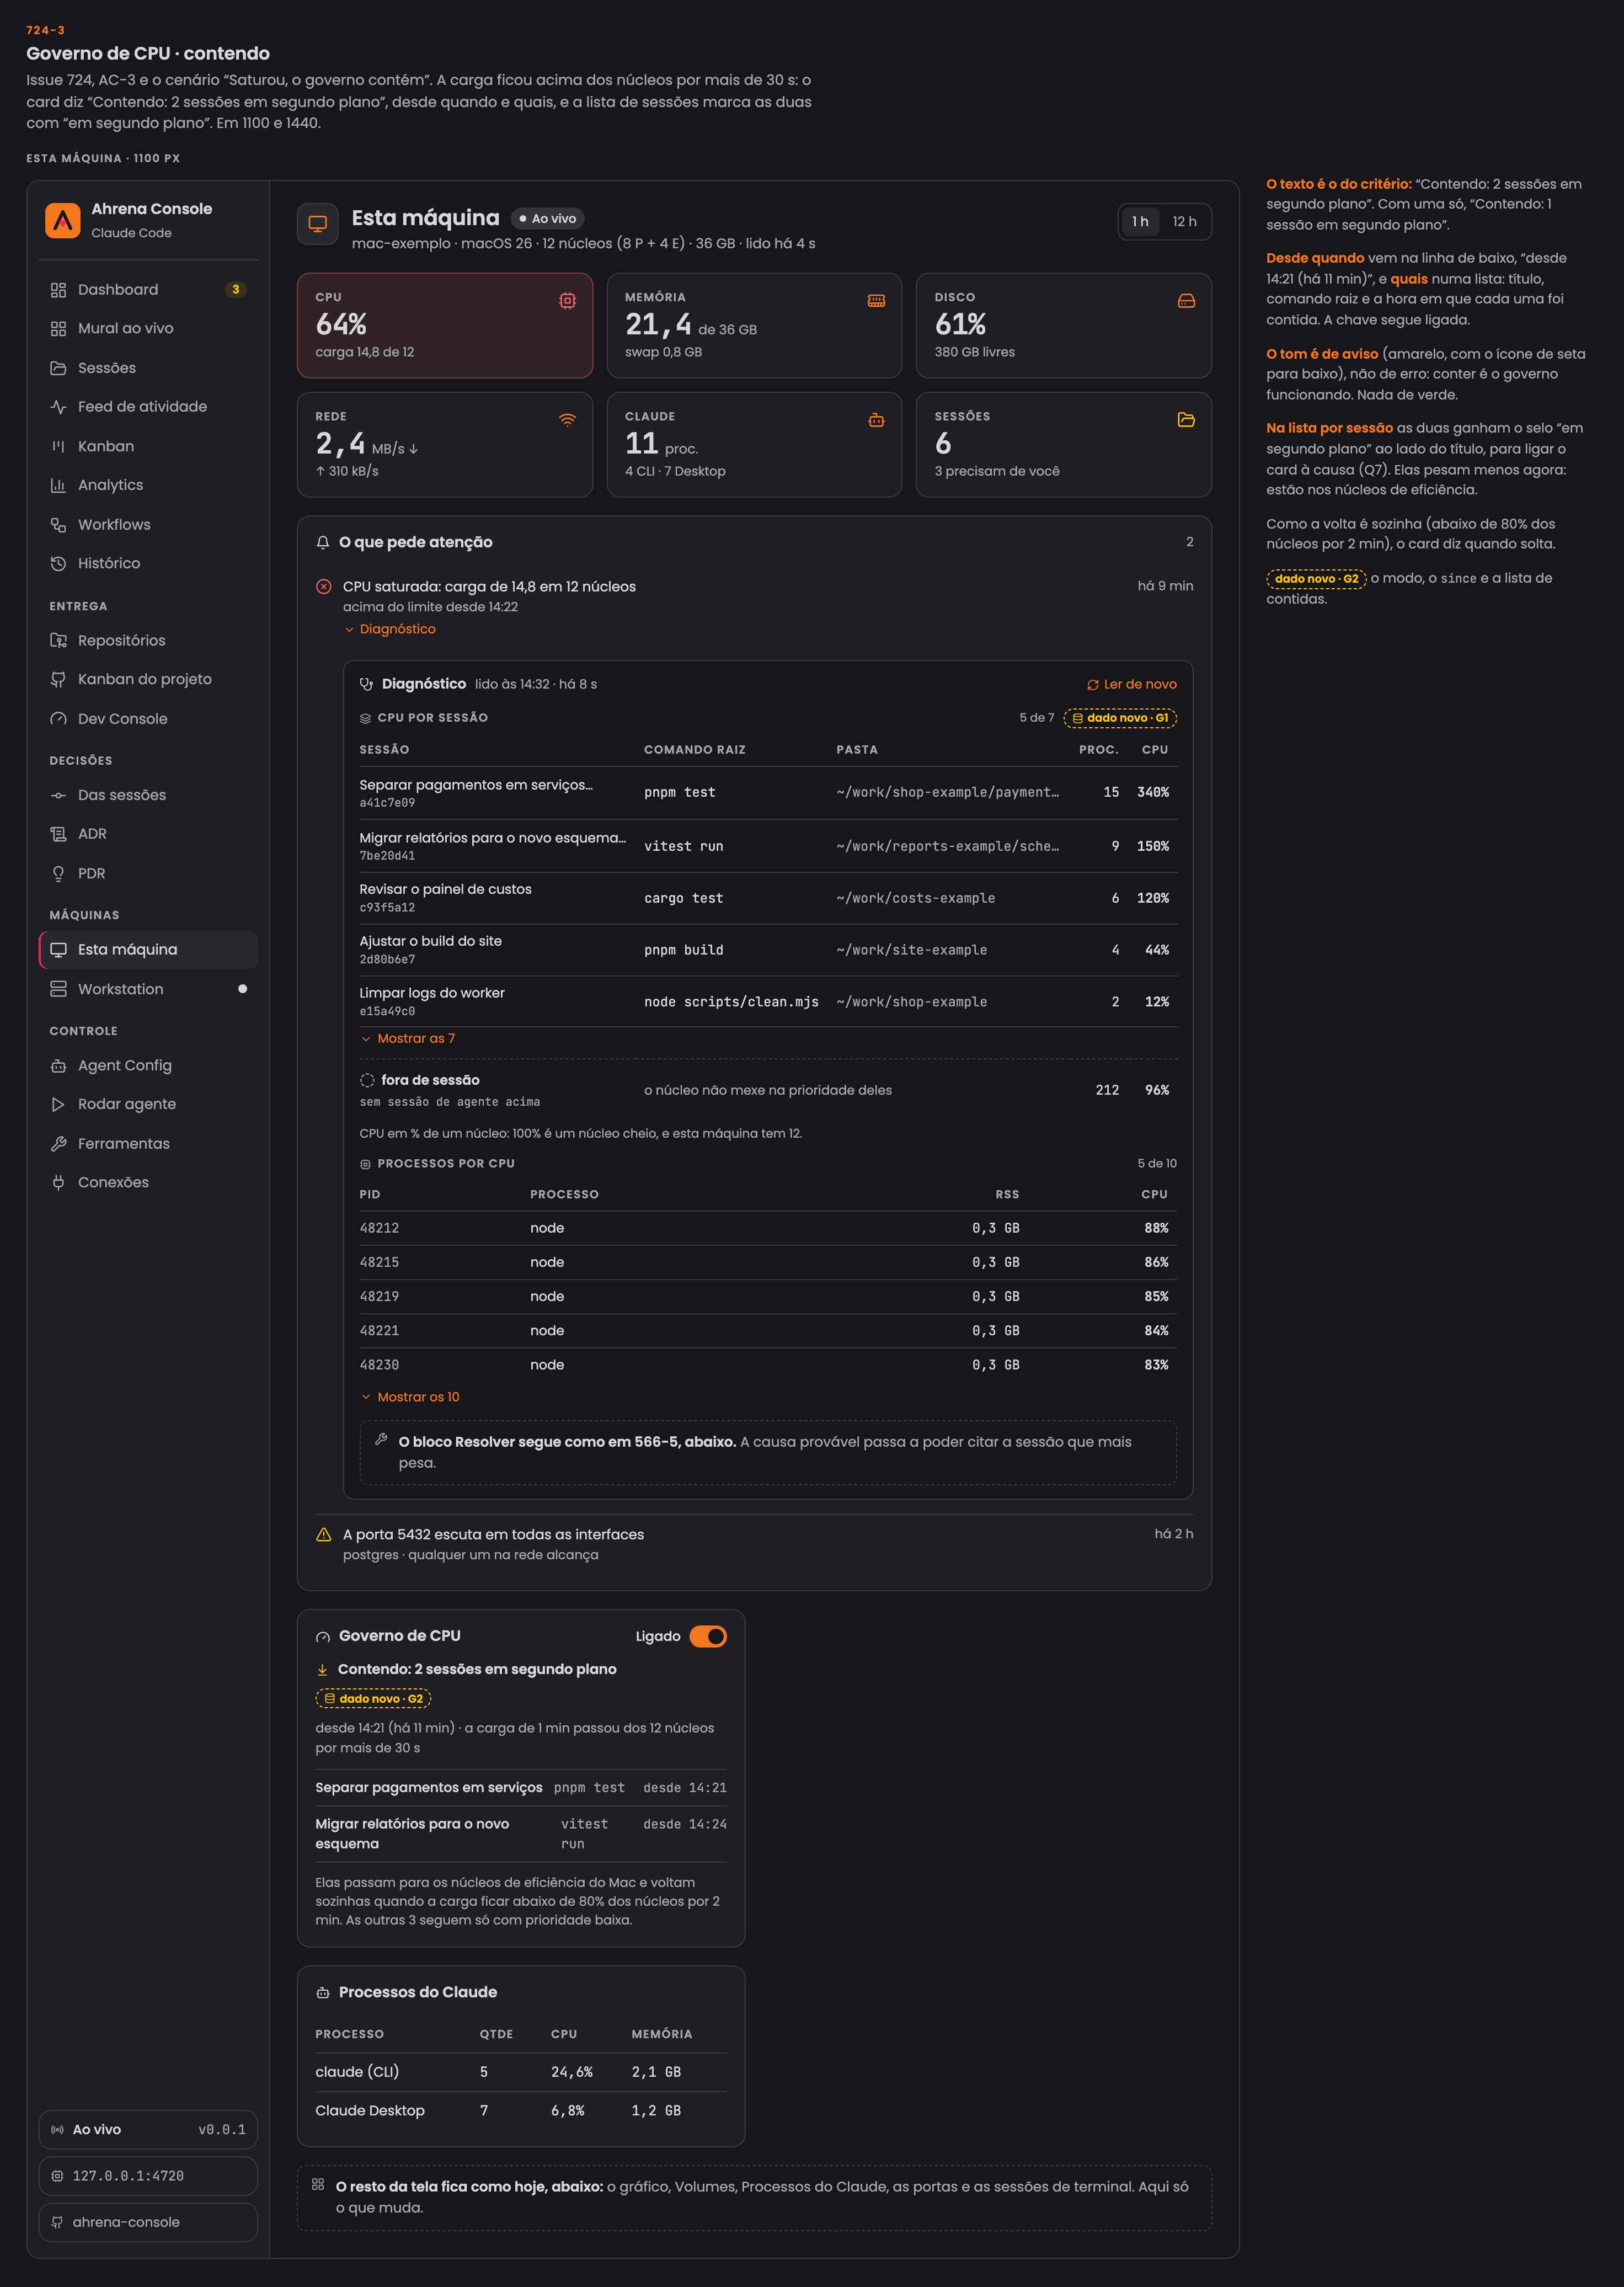 724-3
Governo de CPU · contendo
Issue 724, AC-3 e o cenário “Saturou, o governo contém”. A carga ficou acima dos núcleos por mais de 30 s: o
card diz “Contendo: 2 sessões em segundo plano”, desde quando e quais, e a lista de sessões marca as duas
com “em segundo plano”. Em 1100 e 1440.
ESTA MÁQUINA · 1100 PX
Ahrena Console
Claude Code
Dashboard 3
Mural ao vivo
Sessões
Feed de atividade
Kanban
Analytics
Workflows
Histórico
ENTREGA
Repositórios
Kanban do projeto
Dev Console
DECISÕES
Das sessões
ADR
PDR
MÁQUINAS
Esta máquina
Workstation
CONTROLE
Agent Config
Rodar agente
Ferramentas
Conexões
Ao vivo v0.0.1
127.0.0.1:4720
ahrena-console
Esta máquina Ao vivo
mac-exemplo · macOS 26 · 12 núcleos (8 P + 4 E) · 36 GB · lido há 4 s
1 h 12 h
CPU
64%
carga 14,8 de 12
MEMÓRIA
21,4 de 36 GB
swap 0,8 GB
DISCO
61%
380 GB livres
REDE
2,4 MB/s ↓
↑ 310 kB/s
CLAUDE
11 proc.
4 CLI · 7 Desktop
SESSÕES
6
3 precisam de você
O que pede atenção 2
CPU saturada: carga de 14,8 em 12 núcleos há 9 min
acima do limite desde 14:22
Diagnóstico
Diagnóstico lido às 14:32 · há 8 s Ler de novo
CPU POR SESSÃO 5 de 7 dado novo · G1
SESSÃO COMANDO RAIZ PASTA PROC. CPU
Separar pagamentos em serviços… pnpm test ~/work/shop-example/payment… 15 340%
a41c7e09
Migrar relatórios para o novo esquema… vitest run ~/work/reports-example/sche… 9 150%
7be20d41
Revisar o painel de custos cargo test ~/work/costs-example 6 120%
c93f5a12
Ajustar o build do site pnpm build ~/work/site-example 4 44%
2d80b6e7
Limpar logs do worker node scripts/clean.mjs ~/work/shop-example 2 12%
e15a49c0
Mostrar as 7
fora de sessão o núcleo não mexe na prioridade deles 212 96%
sem sessão de agente acima
CPU em % de um núcleo: 100% é um núcleo cheio, e esta máquina tem 12.
PROCESSOS POR CPU 5 de 10
PID PROCESSO RSS CPU
48212 node 0,3 GB 88%
48215 node 0,3 GB 86%
48219 node 0,3 GB 85%
48221 node 0,3 GB 84%
48230 node 0,3 GB 83%
Mostrar os 10
O bloco Resolver segue como em 566-5, abaixo. A causa provável passa a poder citar a sessão que mais
pesa.
A porta 5432 escuta em todas as interfaces há 2 h
postgres · qualquer um na rede alcança
Governo de CPU Ligado
Contendo: 2 sessões em segundo plano
dado novo · G2
desde 14:21 (há 11 min) · a carga de 1 min passou dos 12 núcleos
por mais de 30 s
Separar pagamentos em serviços pnpm test desde 14:21
Migrar relatórios para o novo vitest desde 14:24
esquema run
Elas passam para os núcleos de eficiência do Mac e voltam
sozinhas quando a carga ficar abaixo de 80% dos núcleos por 2
min. As outras 3 seguem só com prioridade baixa.
Processos do Claude
PROCESSO QTDE CPU MEMÓRIA
claude (CLI) 5 24,6% 2,1 GB
Claude Desktop 7 6,8% 1,2 GB
O resto da tela fica como hoje, abaixo: o gráfico, Volumes, Processos do Claude, as portas e as sessões de terminal. Aqui só
o que muda.
O texto é o do critério: “Contendo: 2 sessões em
segundo plano”. Com uma só, “Contendo: 1
sessão em segundo plano”.
Desde quando vem na linha de baixo, “desde
14:21 (há 11 min)”, e quais numa lista: título,
comando raiz e a hora em que cada uma foi
contida. A chave segue ligada.
O tom é de aviso (amarelo, com o ícone de seta
para baixo), não de erro: conter é o governo
funcionando. Nada de verde.
Na lista por sessão as duas ganham o selo “em
segundo plano” ao lado do título, para ligar o
card à causa (Q7). Elas pesam menos agora:
estão nos núcleos de eficiência.
Como a volta é sozinha (abaixo de 80% dos
núcleos por 2 min), o card diz quando solta.
dado novo · G2 o modo, o since e a lista de
contidas.